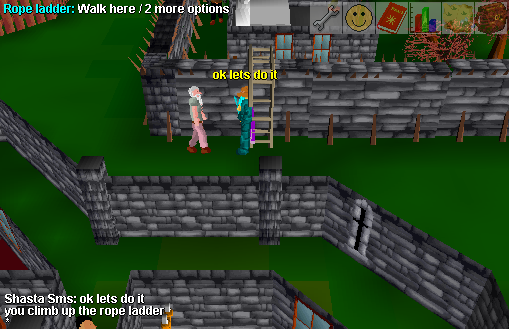 Rope ladder: Walk here / 2 more options
ok lets do it
Shasta Sms: ok lets do it
you climb up the rope ladder
*